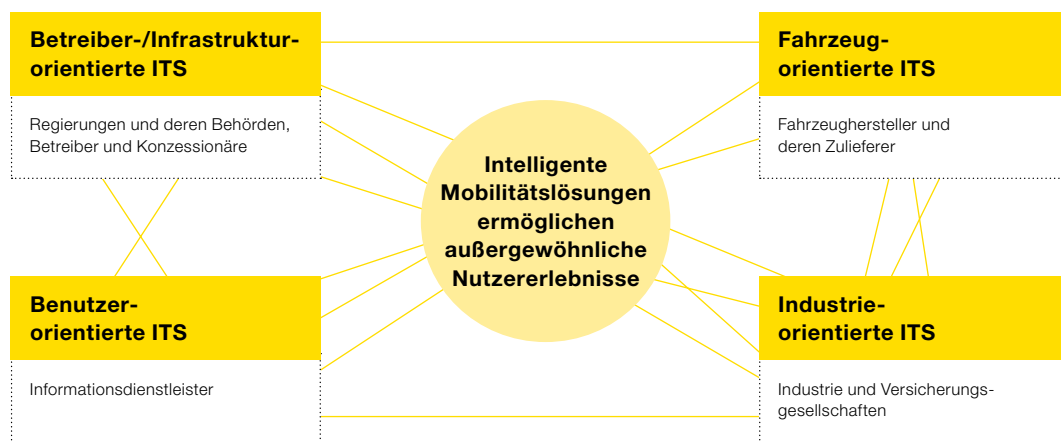 Betreiber-/Infrastruktur-
orientierte ITS
Regierungen und deren Behörden,
Betreiber und Konzessionäre
Fahrzeug-
orientierte ITS
Fahrzeughersteller und
deren Zulieferer
Intelligente
Mobilitätslösungen
ermöglichen
außergewöhnliche
Nutzererlebnisse
Benutzer-
orientierte ITS
Informationsdienstleister
Industrie-
orientierte ITS
Industrie und Versicherungs-
gesellschaften